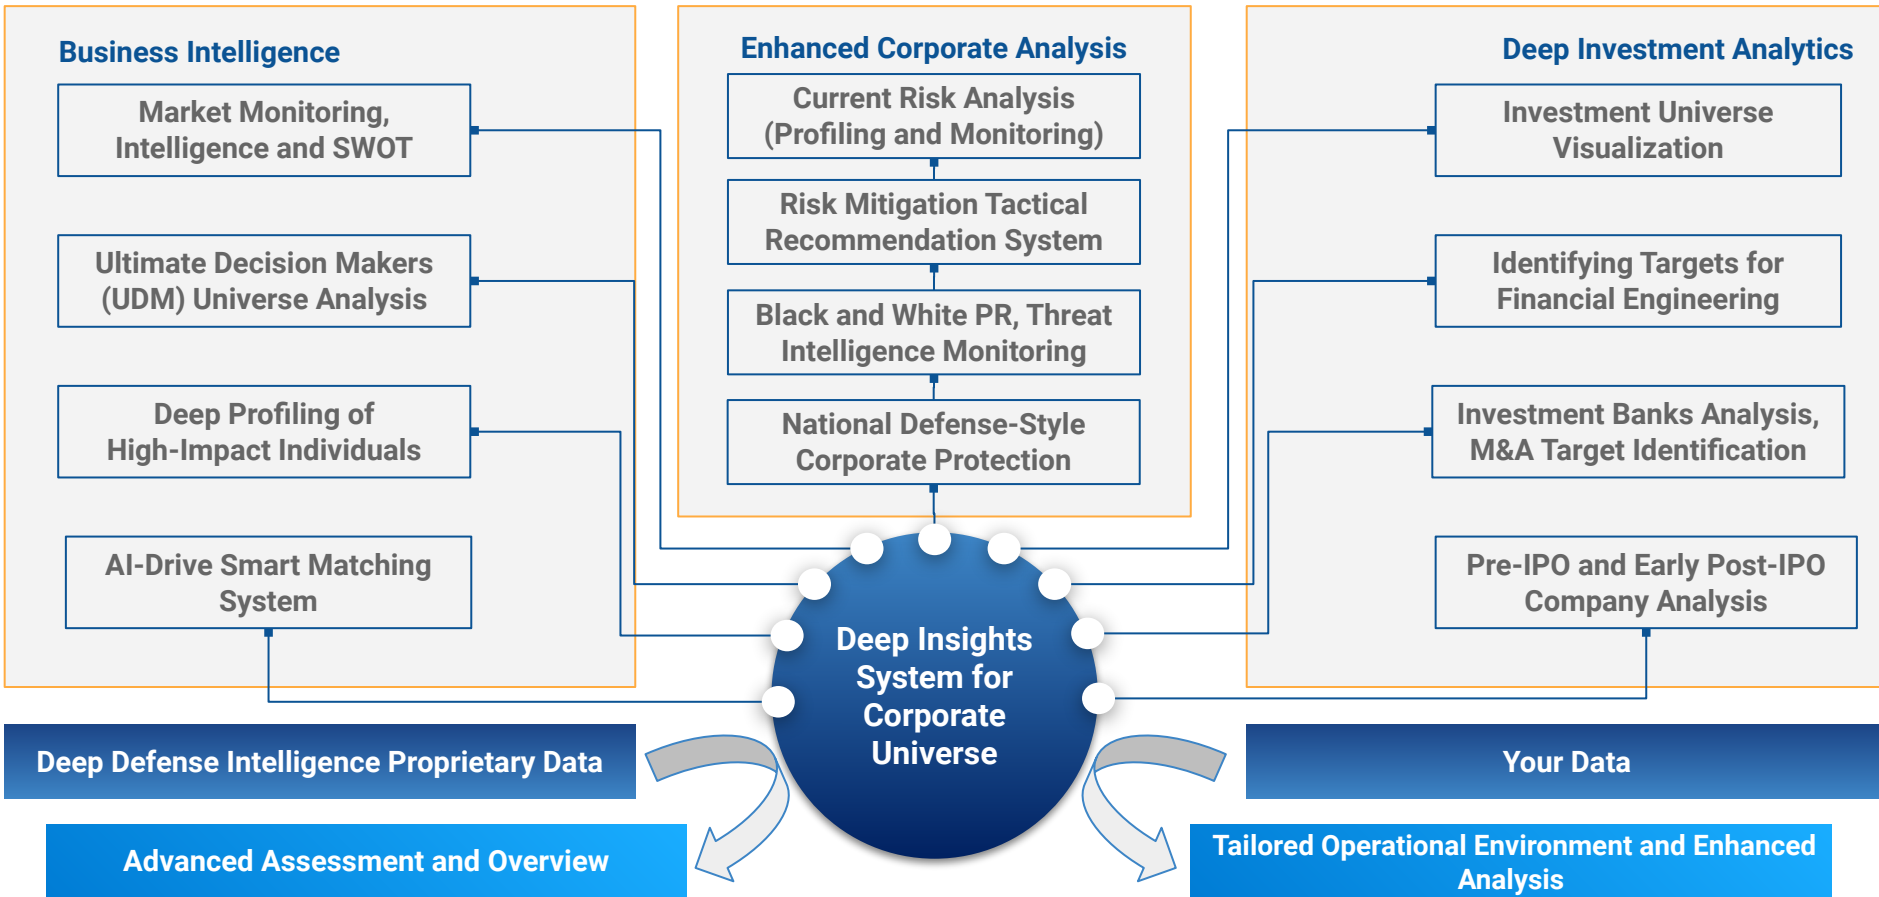 Business Intelligence
Market Monitoring,
Intelligence and SWOT
Ultimate Decision Makers
(UDM) Universe Analysis
Deep Profiling of
High-Impact Individuals
AI-Drive Smart Matching
System
Enhanced Corporate Analysis
Current Risk Analysis
(Profiling and Monitoring)
Risk Mitigation Tactical
Recommendation System
Black and White PR, Threat
Intelligence Monitoring
National Defense-Style
Corporate Protection
Deep Investment Analytics
Investment Universe
Visualization
Identifying Targets for
Financial Engineering
Investment Banks Analysis,
M&A Target Identification
Pre-IPO and Early Post-IPO
Company Analysis
Deep Insights
System for
Corporate
Universe
Deep Defense Intelligence Proprietary Data
Your Data
Advanced Assessment and Overview
Tailored Operational Environment and Enhanced
Analysis